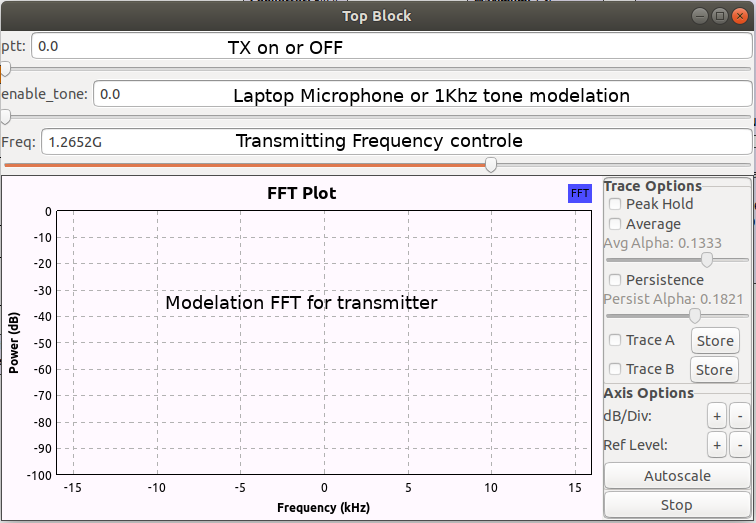 Top Block
ptt: 0.0 TX on or OFF
enable_tone: 0.0 Laptop Microphone or 1Khz tone modelation
Freq: 1.2652G Transmitting Frequency controle
FFT Plot
FFT
0
-10
-20
-30
-40
-50
-60
-70
-80
-90
-100
Power (dB)
Modelation FFT for transmitter
-15 -10 -5 0 5 10 15
Frequency (kHz)
Trace Options
Peak Hold
Average
Avg Alpha: 0.1333
Persistence
Persist Alpha: 0.1821
Trace A Store
Trace B Store
Axis Options
dB/Div: + -
Ref Level: + -
Autoscale
Stop